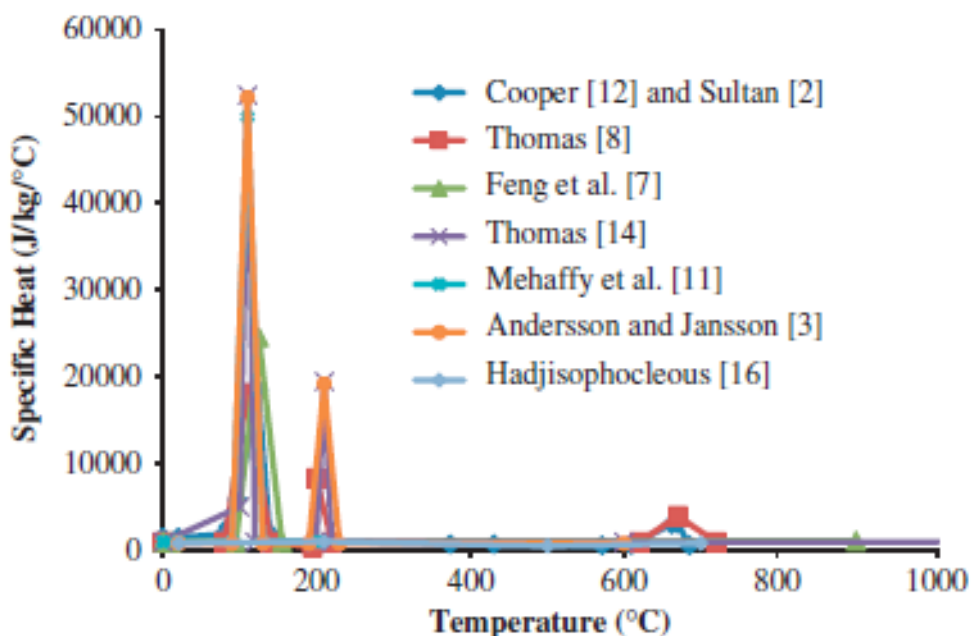 60000
50000
40000
30000
20000
10000
0
Specific Heat (J/kg/°C)
Cooper [12] and Sultan [2]
Thomas [8]
Feng et al. [7]
Thomas [14]
Mehaffy et al. [11]
Andersson and Jansson [3]
Hadjisophocleous [16]
0 200 400 600 800 1000
Temperature (°C)